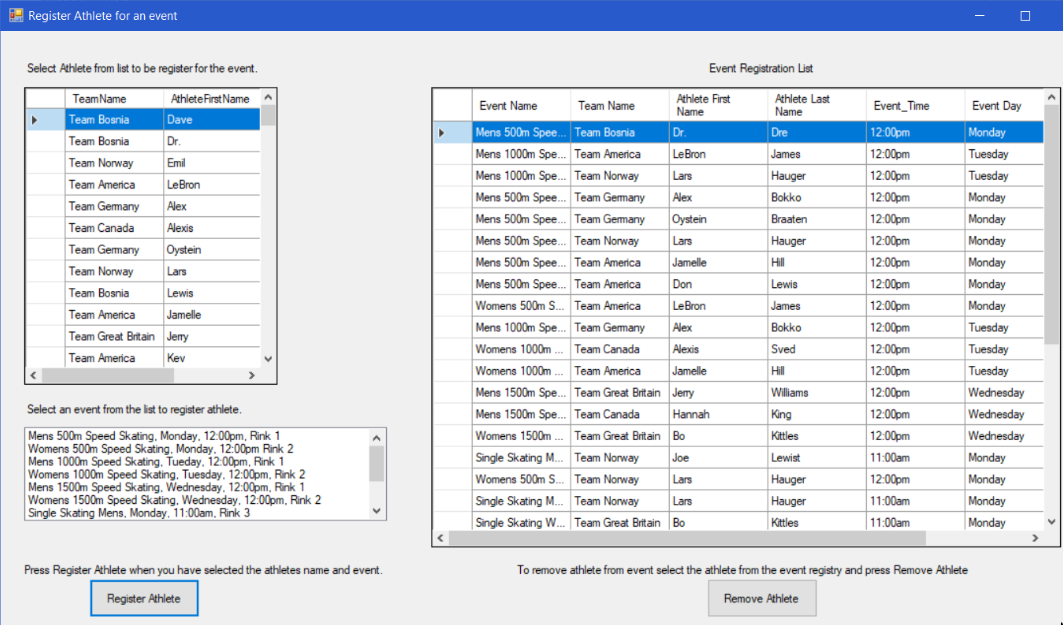 Register Athlete for an event
Select Athlete from list to be register for the event.
TeamName AthleteFirstName
Team Bosnia Dave
Team Bosnia Dr.
Team Norway Emil
Team America LeBron
Team Germany Alex
Team Canada Alexis
Team Germany Oystein
Team Norway Lars
Team Bosnia Lewis
Team America Jamelle
Team Great Britain Jerry
Team America Kev
Select an event from the list to register athlete.
Mens 500m Speed Skating, Monday, 12:00pm, Rink 1
Womens 500m Speed Skating, Monday, 12:00pm Rink 2
Mens 1000m Speed Skating, Tueday, 12:00pm, Rink 1
Womens 1000m Speed Skating, Tuesday, 12:00pm, Rink 2
Mens 1500m Speed Skating, Wednesday, 12:00pm, Rink 1
Womens 1500m Speed Skating, Wednesday, 12:00pm, Rink 2
Single Skating Mens, Monday, 11:00am, Rink 3
Press Register Athlete when you have selected the athletes name and event.
Register Athlete
Event Registration List
Event Name Team Name Athlete First Name Athlete Last Name Event_Time Event Day
Mens 500m Spee... Team Bosnia Dr. Dre 12:00pm Monday
Mens 1000m Spe... Team America LeBron James 12:00pm Tuesday
Mens 1000m Spe... Team Norway Lars Hauger 12:00pm Tuesday
Mens 500m Spee... Team Germany Alex Bokko 12:00pm Monday
Mens 500m Spee... Team Germany Oystein Braaten 12:00pm Monday
Mens 500m Spee... Team Norway Lars Hauger 12:00pm Monday
Mens 500m Spee... Team America Jamelle Hill 12:00pm Monday
Mens 500m Spee... Team America Don Lewis 12:00pm Monday
Womens 500m S... Team America LeBron James 12:00pm Monday
Mens 1000m Spe... Team Germany Alex Bokko 12:00pm Tuesday
Womens 1000m ... Team Canada Alexis Sved 12:00pm Tuesday
Womens 1000m ... Team America Jamelle Hill 12:00pm Tuesday
Mens 1500m Spe... Team Great Britain Jerry Williams 12:00pm Wednesday
Mens 1500m Spe... Team Canada Hannah King 12:00pm Wednesday
Womens 1500m ... Team Great Britain Bo Kittles 12:00pm Wednesday
Single Skating M... Team Norway Joe Lewist 11:00am Monday
Womens 500m S... Team Norway Lars Hauger 12:00pm Monday
Single Skating M... Team Norway Lars Hauger 11:00am Monday
Single Skating W... Team Great Britain Bo Kittles 11:00am Monday
To remove athlete from event select the athlete from the event registry and press Remove Athlete
Remove Athlete